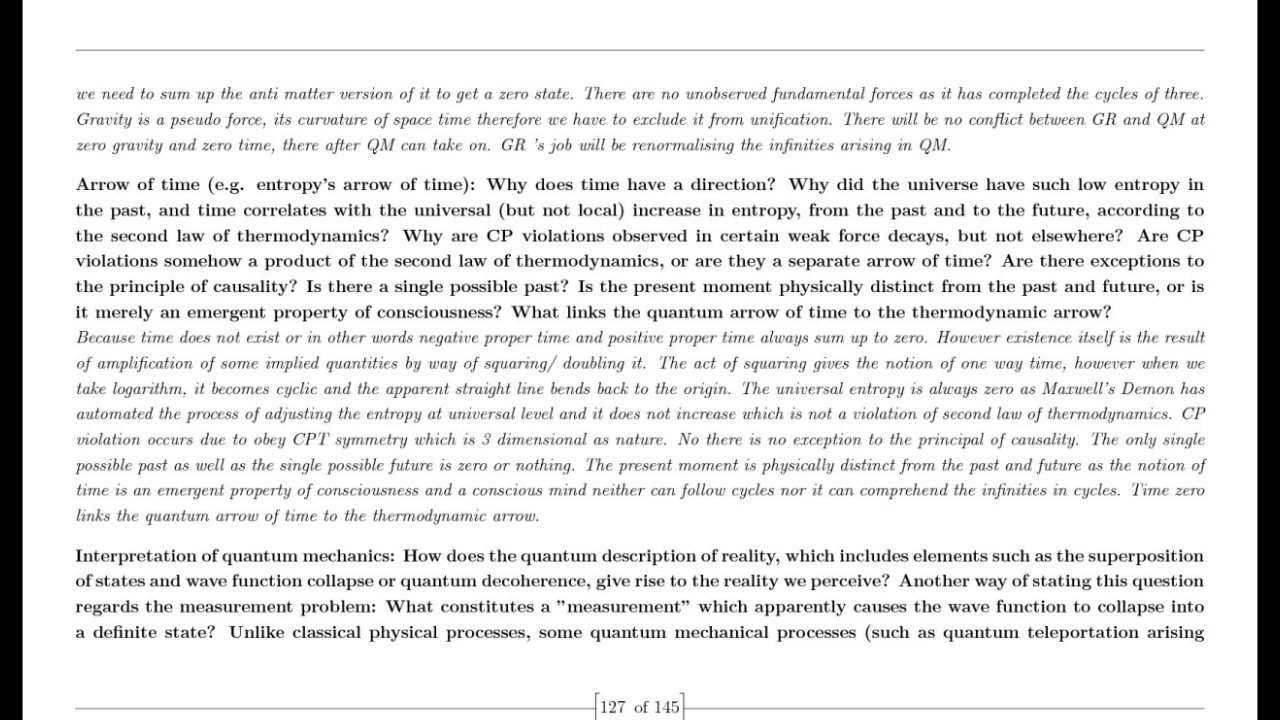 we need to sum up the anti matter version of it to get a zero state. There are no unobserved fundamental forces as it has completed the cycles of three.
Gravity is a pseudo force, its curvature of space time therefore we have to exclude it from unification. There will be no conflict between GR and QM at
zero gravity and zero time, there after QM can take on. GR 's job will be renormalising the infinities arising in QM.
Arrow of time (e.g. entropy's arrow of time): Why does time have a direction? Why did the universe have such low entropy in
the past, and time correlates with the universal (but not local) increase in entropy, from the past and to the future, according to
the second law of thermodynamics? Why are CP violations observed in certain weak force decays, but not elsewhere? Are CP
violations somehow a product of the second law of thermodynamics, or are they a separate arrow of time? Are there exceptions to
the principle of causality? Is there a single possible past? Is the present moment physically distinct from the past and future, or is
it merely an emergent property of consciousness? What links the quantum arrow of time to the thermodynamic arrow?
Because time does not exist or in other words negative proper time and positive proper time always sum up to zero. However existence itself is the result
of amplification of some implied quantities by way of squaring/ doubling it. The act of squaring gives the notion of one way time, however when we
take logarithm, it becomes cyclic and the apparent straight line bends back to the origin. The universal entropy is always zero as Maxwell's Demon has
automated the process of adjusting the entropy at universal level and it does not increase which is not a violation of second law of thermodynamics. CP
violation occurs due to obey CPT symmetry which is 3 dimensional as nature. No there is no exception to the principal of causality. The only single
possible past as well as the single possible future is zero or nothing. The present moment is physically distinct from the past and future as the notion of
time is an emergent property of consciousness and a conscious mind neither can follow cycles nor it can comprehend the infinities in cycles. Time zero
links the quantum arrow of time to the thermodynamic arrow.
Interpretation of quantum mechanics: How does the quantum description of reality, which includes elements such as the superposition
of states and wave function collapse or quantum decoherence, give rise to the reality we perceive? Another way of stating this question
regards the measurement problem: What constitutes a "measurement" which apparently causes the wave function to collapse into
a definite state? Unlike classical physical processes, some quantum mechanical processes (such as quantum teleportation arising
127 of 145